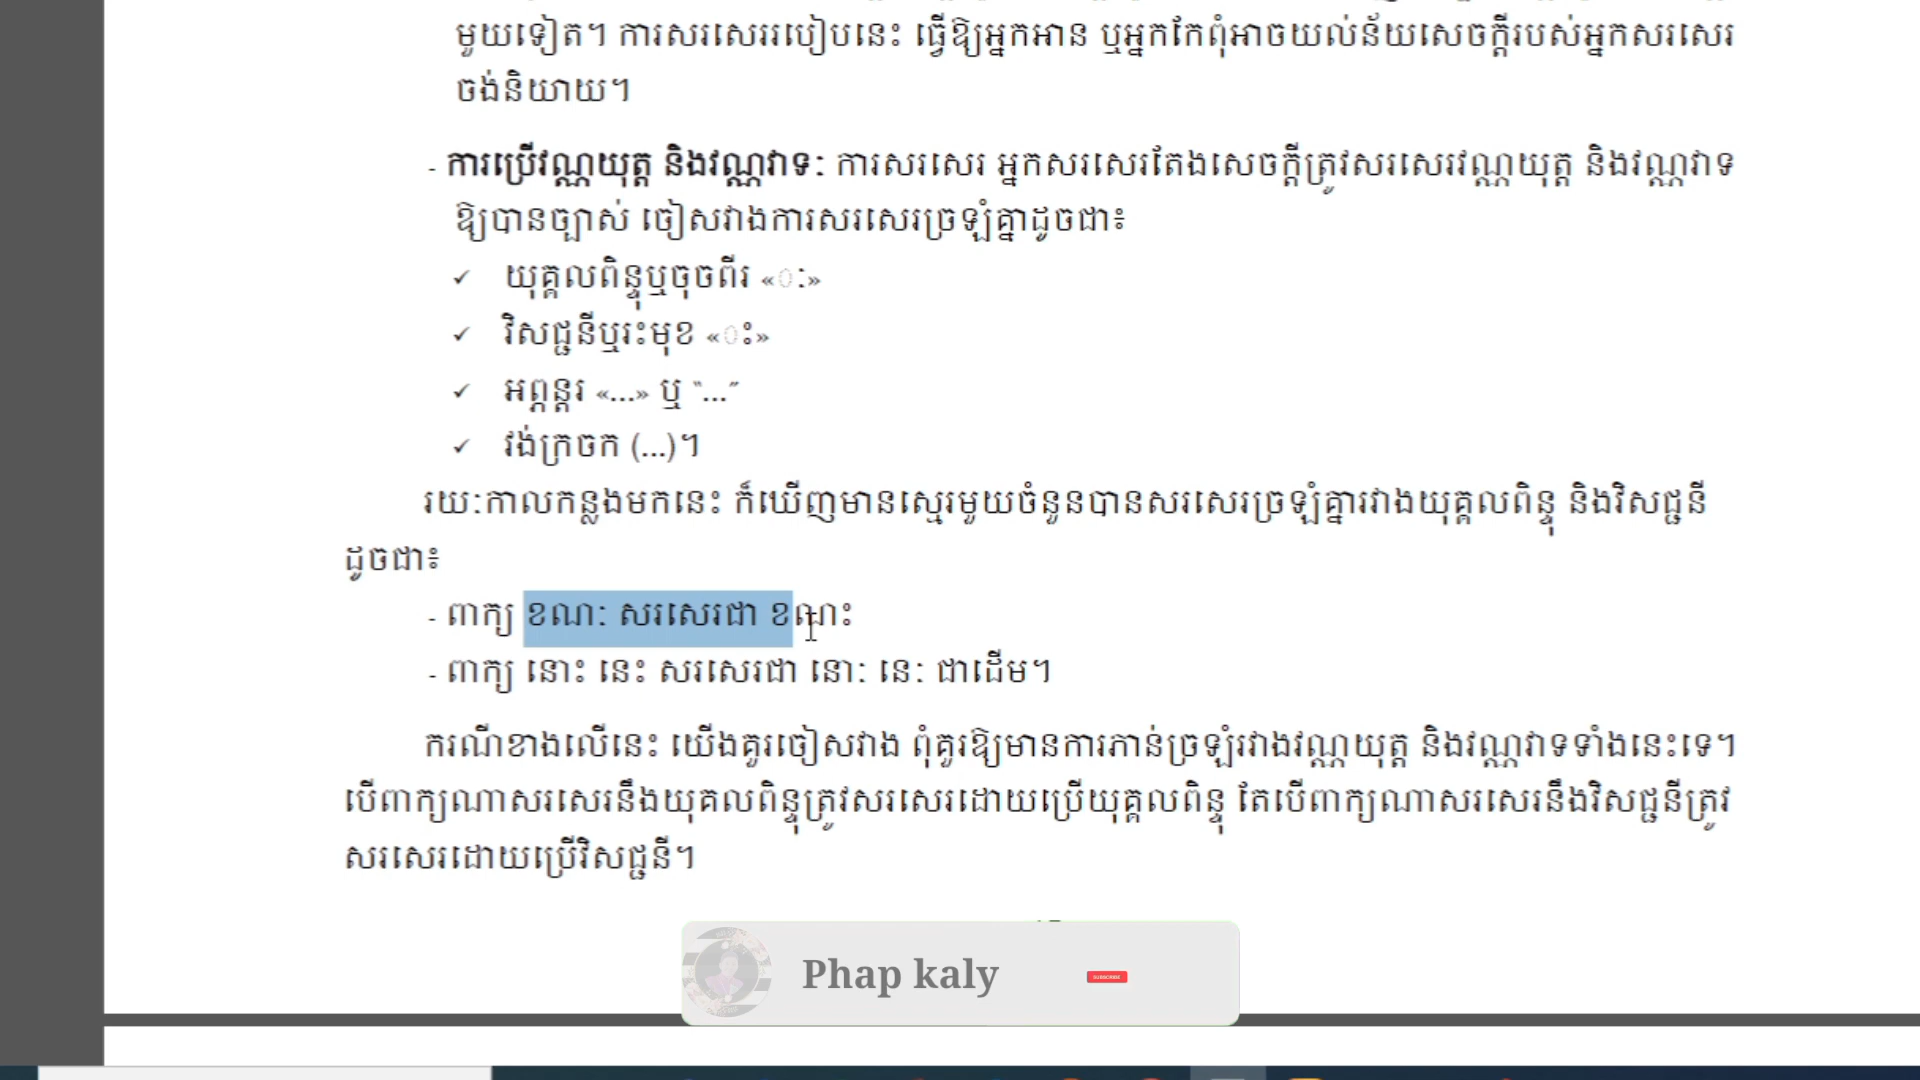 មួយទៀត។ ការសរសេររបៀបនេះ ធ្វើឱ្យអ្នកអាន ឬអ្នកកែពុំអាចយល់ន័យសេចក្តីរបស់អ្នកសរសេរ
ចង់និយាយ។
- ការប្រើវណ្ណយុត្ត និងវណ្ណវាទៈ ការសរសេរ អ្នកសរសេរតែងសេចក្តីត្រូវសរសេរវណ្ណយុត្ត និងវណ្ណវាទ
ឱ្យបានច្បាស់ ចៀសវាងការសរសេរច្រឡំគ្នាដូចជា៖
✓ យុគ្គលពិន្ទុឬចុចពីរ «ៈ»
✓ វិសជ្ជនីឬរះមុខ «ះ»
✓ អព្ភន្តរ «...» ឬ "..."
✓ វង់ក្រចក (...)។
រយៈកាលកន្លងមកនេះ ក៏ឃើញមានស្មេរមួយចំនួនបានសរសេរច្រឡំគ្នារវាងយុគ្គលពិន្ទុ និងវិសជ្ជនី
ដូចជា៖
- ពាក្យ ខណៈ សរសេរជា ខណះ
- ពាក្យ នោះ នេះ សរសេរជា នោៈ នេៈ ជាដើម។
ករណីខាងលើនេះ យើងគួរចៀសវាង ពុំគួរឱ្យមានការភាន់ច្រឡំរវាងវណ្ណយុត្ត និងវណ្ណវាទទាំងនេះទេ។
បើពាក្យណាសរសេរនឹងយុគលពិន្ទុត្រូវសរសេរដោយប្រើយុគ្គលពិន្ទុ តែបើពាក្យណាសរសេរនឹងវិសជ្ជនីត្រូវ
សរសេរដោយប្រើវិសជ្ជនី។
Phap kaly
SUBSCRIBE